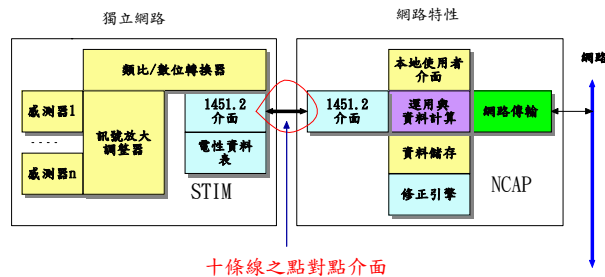 獨立網路
網路特性
類比/數位轉換器
感測器1
- - - -
感測器n
訊號放大
調整器
1451.2
介面
電性資料
表
STIM
1451.2
介面
本地使用者
介面
運用與
資料計算
資料儲存
修正引擎
網路傳輸
NCAP
網路
十條線之點對點介面